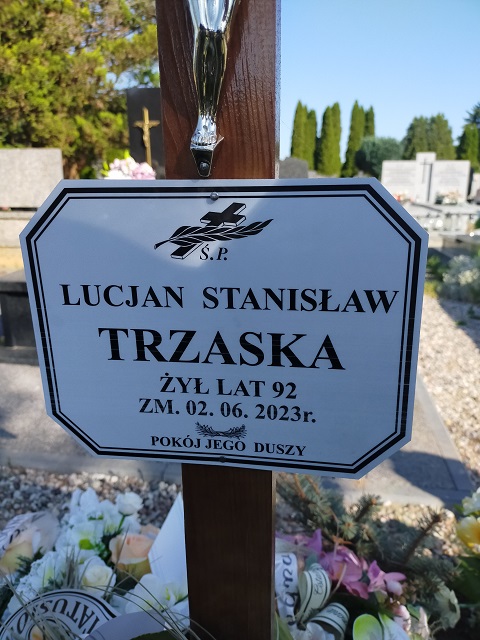 Ś.P.
LUCJAN STANISŁAW
TRZASKA
ŻYŁ LAT 92
ZM. 02. 06. 2023r.
POKÓJ JEGO DUSZY